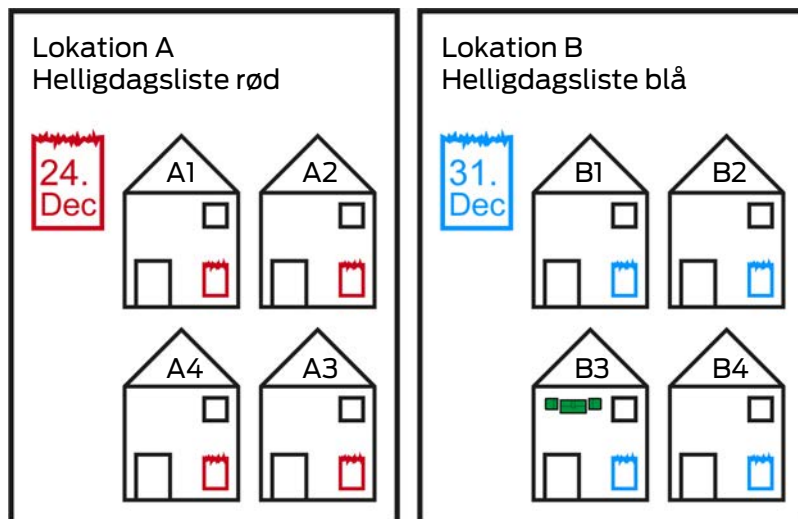 Lokation A
Helligdagsliste rød
24.
Dec
A1
A2
A4
A3
Lokation B
Helligdagsliste blå
31.
Dec
B1
B2
B3
B4